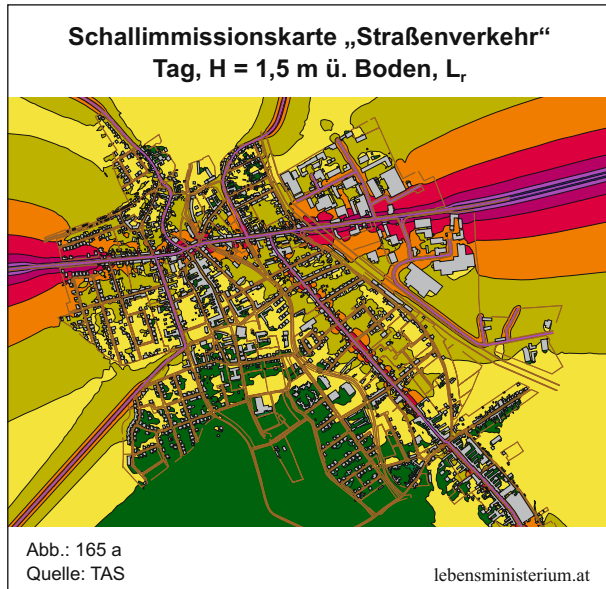 Schallimmissionskarte „Straßenverkehr“
Tag, H = 1,5 m ü. Boden, Lr
Abb.: 165 a
Quelle: TAS
lebensministerium.at